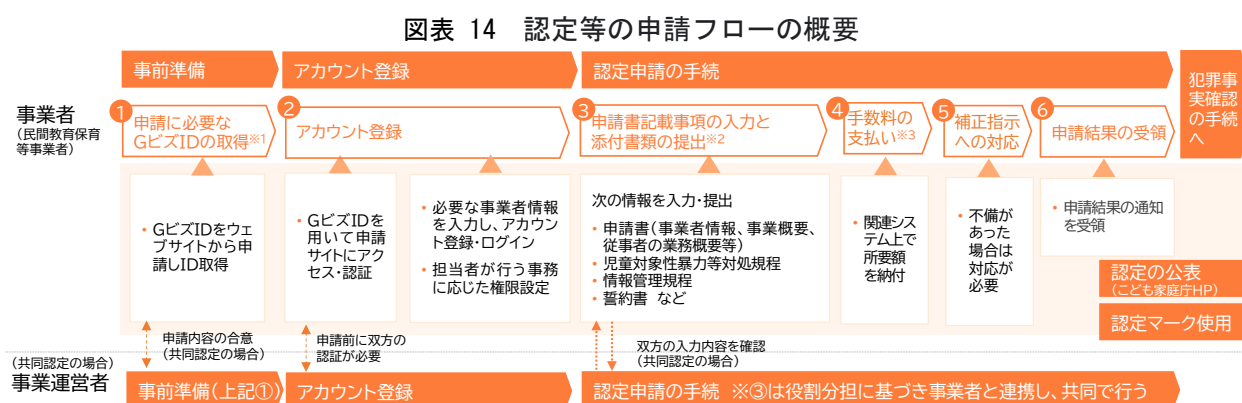 図表 14　認定等の申請フローの概要
事前準備
アカウント登録
認定申請の手続
犯罪事
実確認
の手続
へ
事業者
(民間教育保育
等事業者)
1
申請に必要な
GビズIDの取得※1
2
アカウント登録
3
申請書記載事項の入力と
添付書類の提出※2
4
手数料の
支払い※3
5
補正指示
への対応
6
申請結果の受領
• GビズIDをウェ
ブサイトから申
請しID取得
• GビズIDを
用いて申請
サイトにアク
セス・認証
• 必要な事業者情報
を入力し、アカウン
ト登録・ログイン
• 担当者が行う事務
に応じた権限設定
次の情報を入力・提出
• 申請書(事業者情報、事業概要、
従事者の業務概要等)
• 児童対象性暴力等対処規程
• 情報管理規程
• 誓約書 など
• 関連シス
テム上で
所要額
を納付
• 不備が
あった
場合は
対応が
必要
• 申請結果の通知
を受領
認定の公表
(こども家庭庁HP)
認定マーク使用
申請内容の合意
(共同認定の場合)
申請前に双方の
認証が必要
双方の入力内容を確認
(共同認定の場合)
(共同認定の場合)
事業運営者
事前準備(上記①)
アカウント登録
認定申請の手続 ※③は役割分担に基づき事業者と連携し、共同で行う